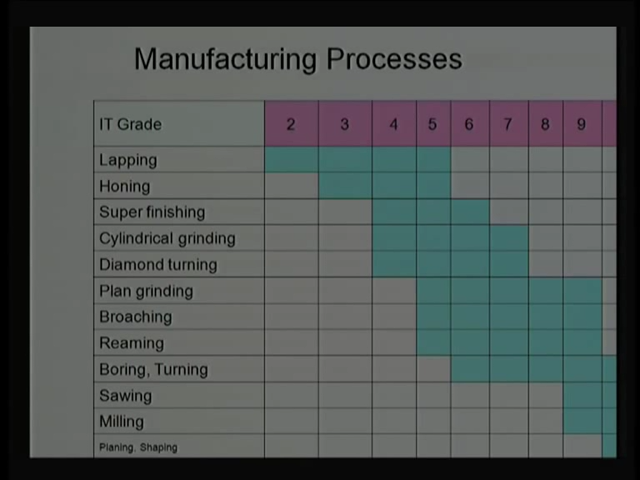 Manufacturing Processes
IT Grade 2 3 4 5 6 7 8 9
Lapping
Honing
Super finishing
Cylindrical grinding
Diamond turning
Plan grinding
Broaching
Reaming
Boring, Turning
Sawing
Milling
Planing, Shaping